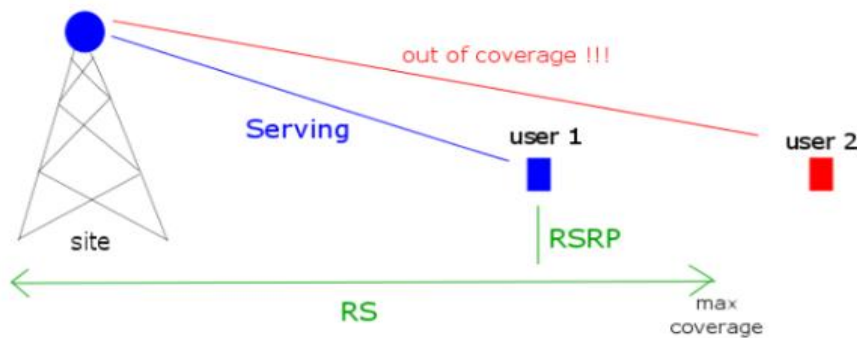 out of coverage !!!
Serving
user 1
user 2
site
RSRP
RS
max
coverage